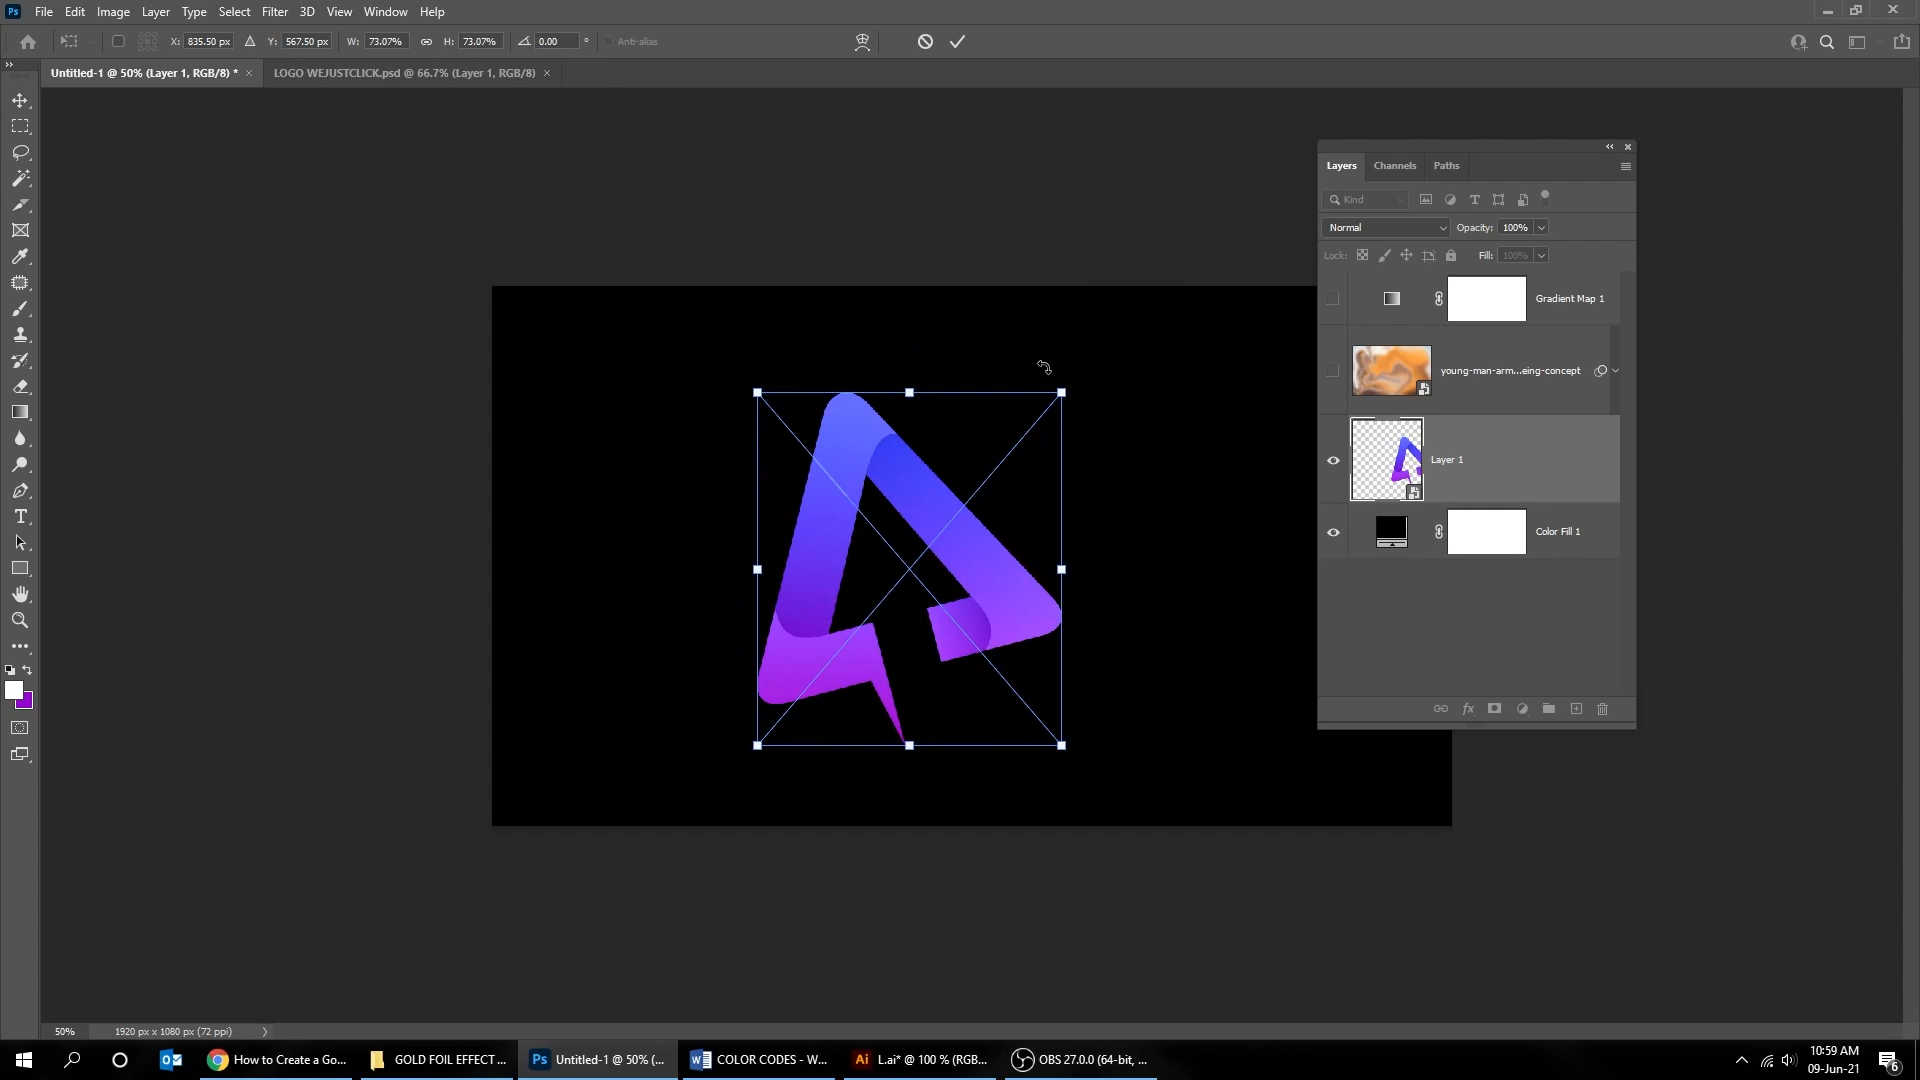 Ps File Edit Image Layer Type Select Filter 3D View Window Help
X: 835.50 px Y: 567.50 px W: 73.07% H: 73.07% 0.00 ° Anti-alias
Untitled-1 @ 50% (Layer 1, RGB/8) * × LOGO WEJUSTCLICK.psd @ 66.7% (Layer 1, RGB/8) ×
Layers Channels Paths
Kind
Normal Opacity: 100%
Lock: Fill: 100%
Gradient Map 1
young-man-arm...eing-concept
Layer 1
Color Fill 1
50% 1920 px x 1080 px (72 ppi)
How to Create a Go... GOLD FOIL EFFECT ... Ps Untitled-1 @ 50% (... COLOR CODES - W... Ai L.ai* @ 100 % (RGB... OBS 27.0.0 (64-bit, ...
10:59 AM
09-Jun-21
6